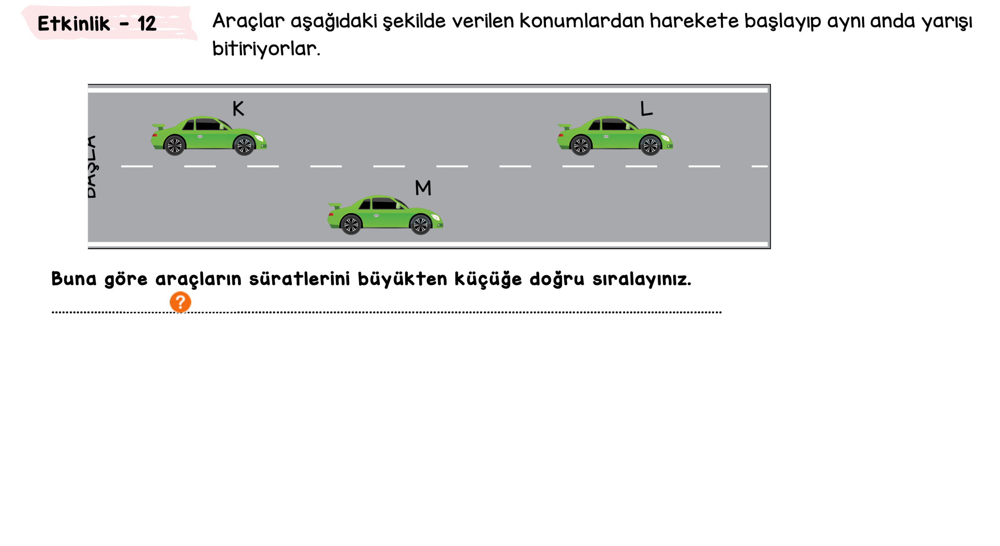 Etkinlik - 12
Araçlar aşağıdaki şekilde verilen konumlardan harekete başlayıp aynı anda yarışı
bitiriyorlar.
K
L
BAŞLA
M
Buna göre araçların süratlerini büyükten küçüğe doğru sıralayınız.
?